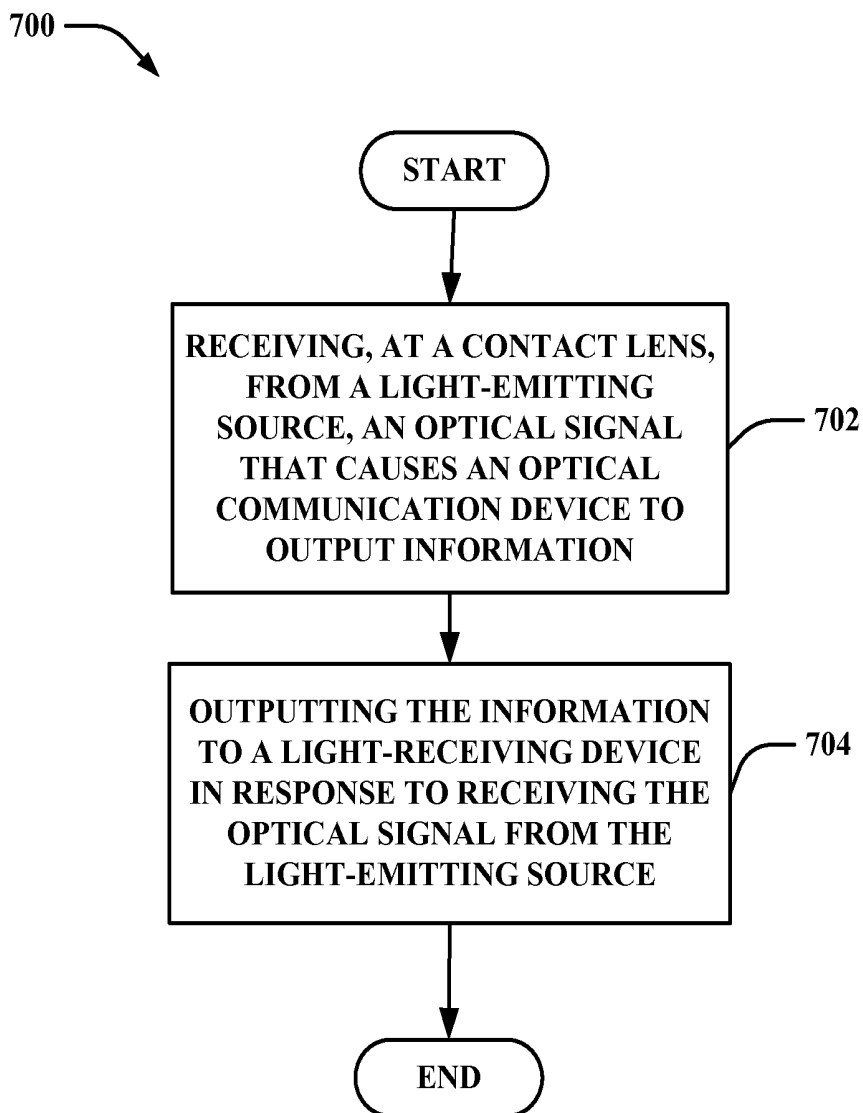 700
START
RECEIVING, AT A CONTACT LENS,
FROM A LIGHT-EMITTING
SOURCE, AN OPTICAL SIGNAL
THAT CAUSES AN OPTICAL
COMMUNICATION DEVICE TO
OUTPUT INFORMATION
702
OUTPUTTING THE INFORMATION
TO A LIGHT-RECEIVING DEVICE
IN RESPONSE TO RECEIVING THE
OPTICAL SIGNAL FROM THE
LIGHT-EMITTING SOURCE
704
END